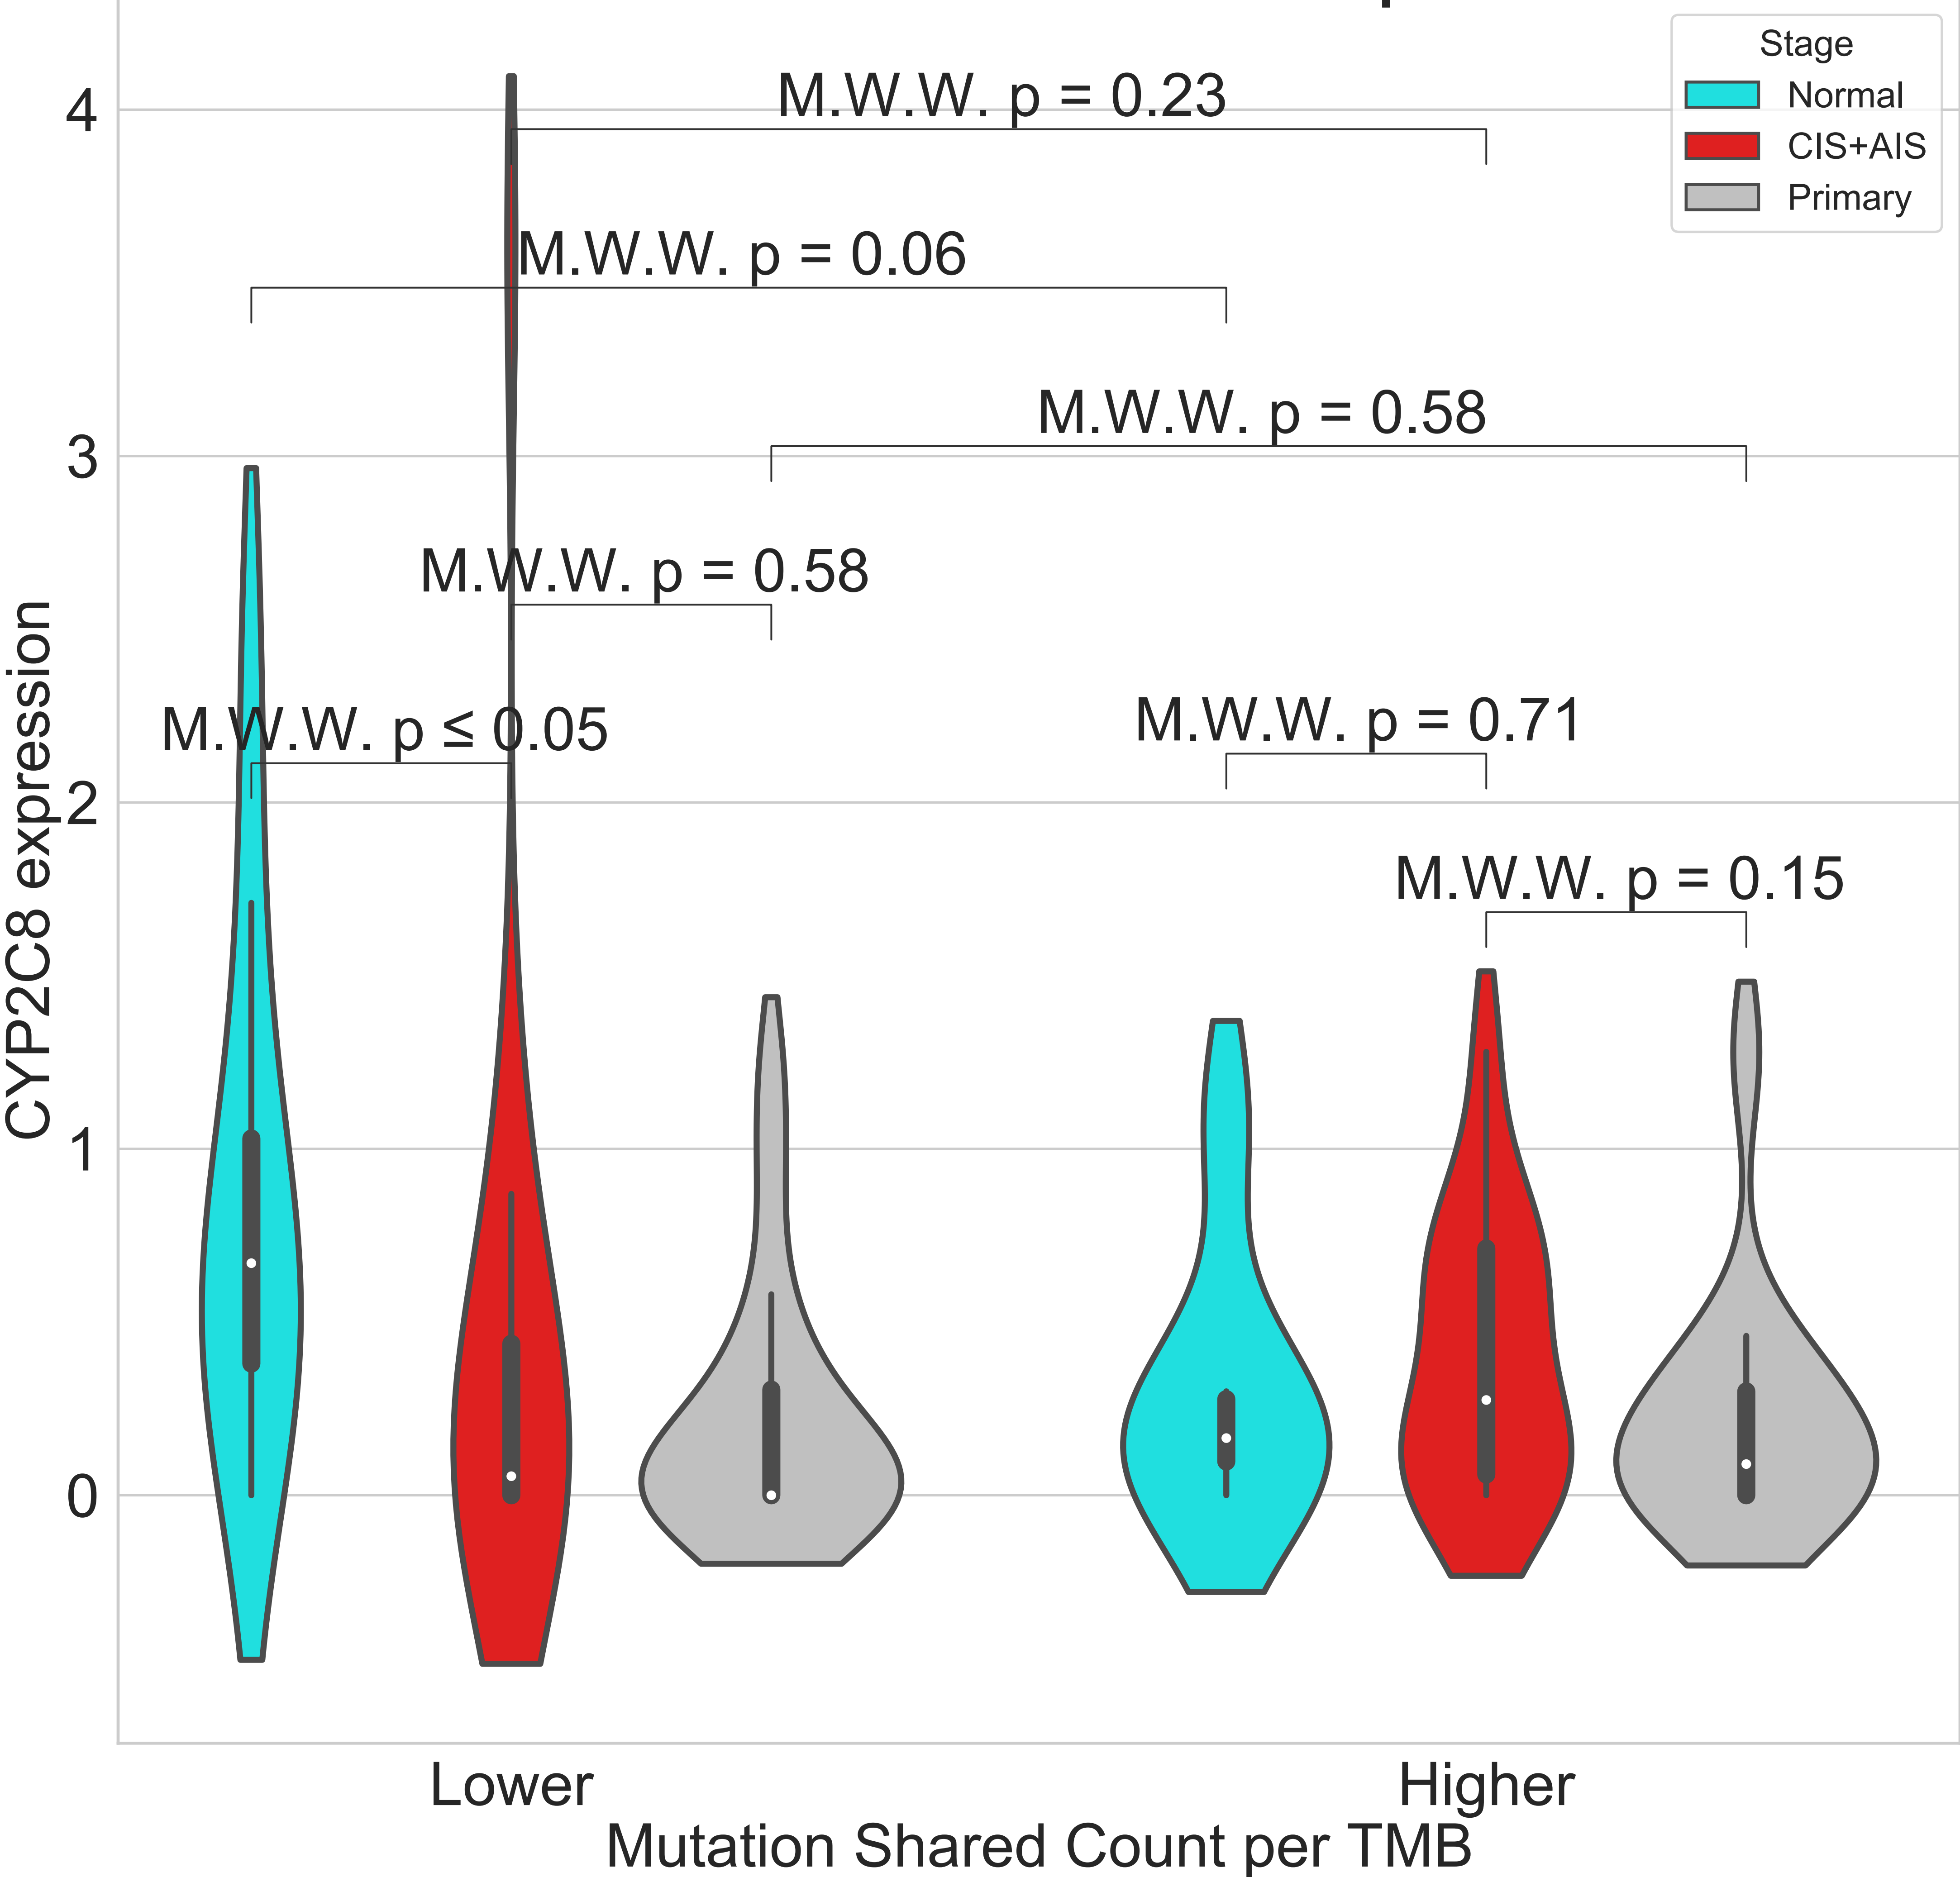 Stage
Normal
CIS+AIS
Primary
M.W.W. p = 0.23
M.W.W. p = 0.06
M.W.W. p = 0.58
M.W.W. p = 0.58
M.W.W. p ≤ 0.05
M.W.W. p = 0.71
M.W.W. p = 0.15
4
3
2
1
0
CYP2C8 expression
Lower
Higher
Mutation Shared Count per TMB